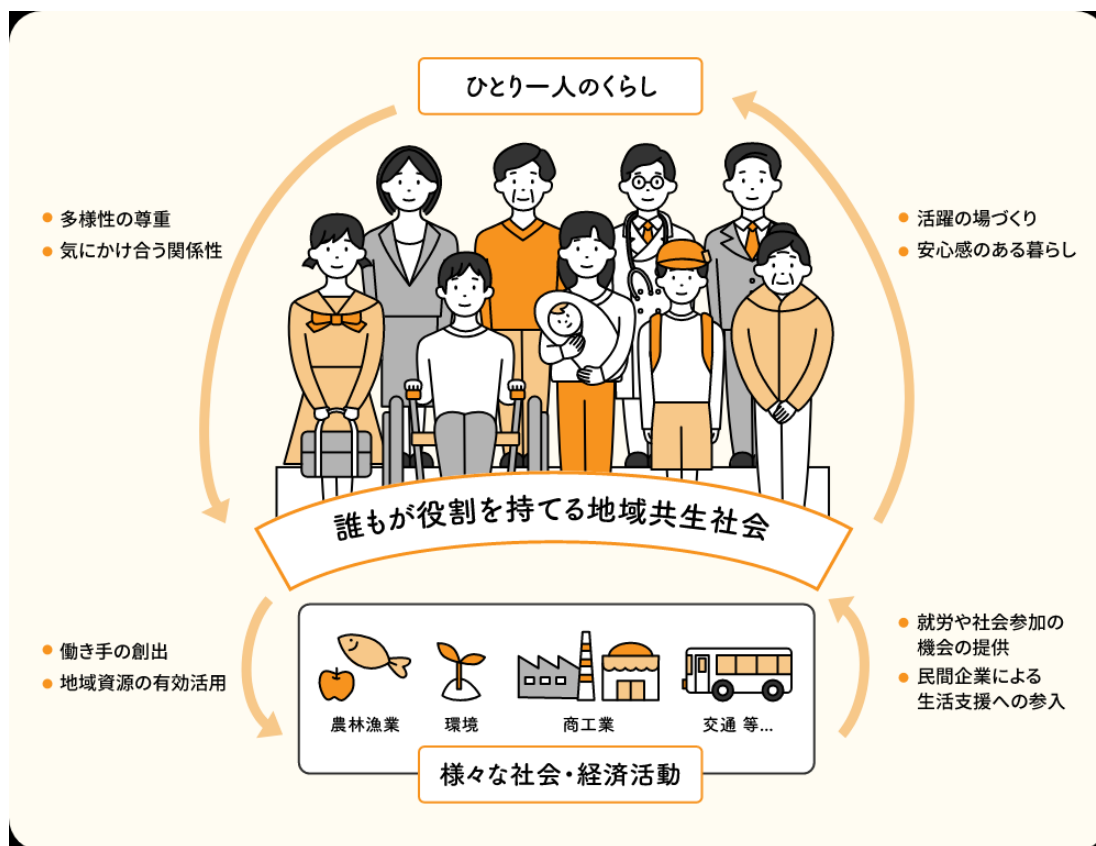 ひとり一人のくらし
多様性の尊重
気にかけ合う関係性
活躍の場づくり
安心感のある暮らし
誰もが役割を持てる地域共生社会
働き手の創出
地域資源の有効活用
就労や社会参加の
機会の提供
民間企業による
生活支援への参入
農林漁業
環境
商工業
交通 等...
様々な社会・経済活動